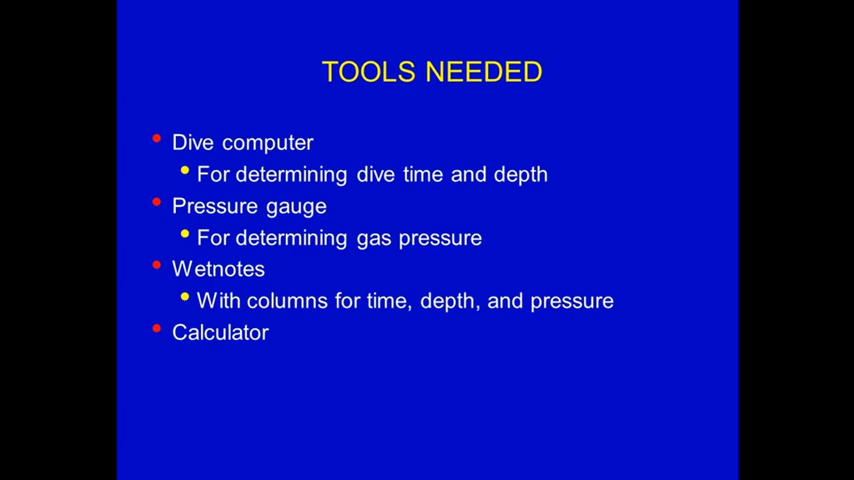 TOOLS NEEDED
• Dive computer
• For determining dive time and depth
• Pressure gauge
• For determining gas pressure
• Wetnotes
• With columns for time, depth, and pressure
• Calculator